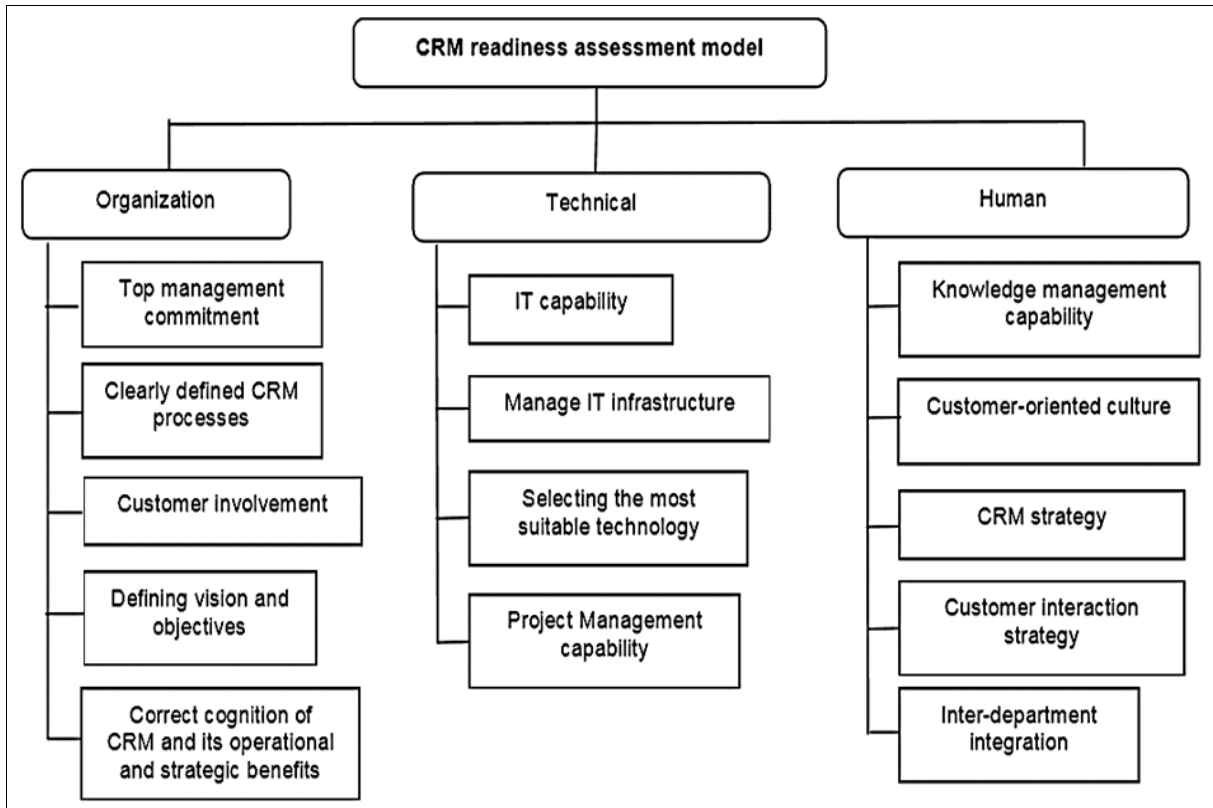 CRM readiness assessment model
Organization
Top management
commitment
Clearly defined CRM
processes
Customer involvement
Defining vision and
objectives
Correct cognition of
CRM and its operational
and strategic benefits
Technical
IT capability
Manage IT infrastructure
Selecting the most
suitable technology
Project Management
capability
Human
Knowledge management
capability
Customer-oriented culture
CRM strategy
Customer interaction
strategy
Inter-department
integration